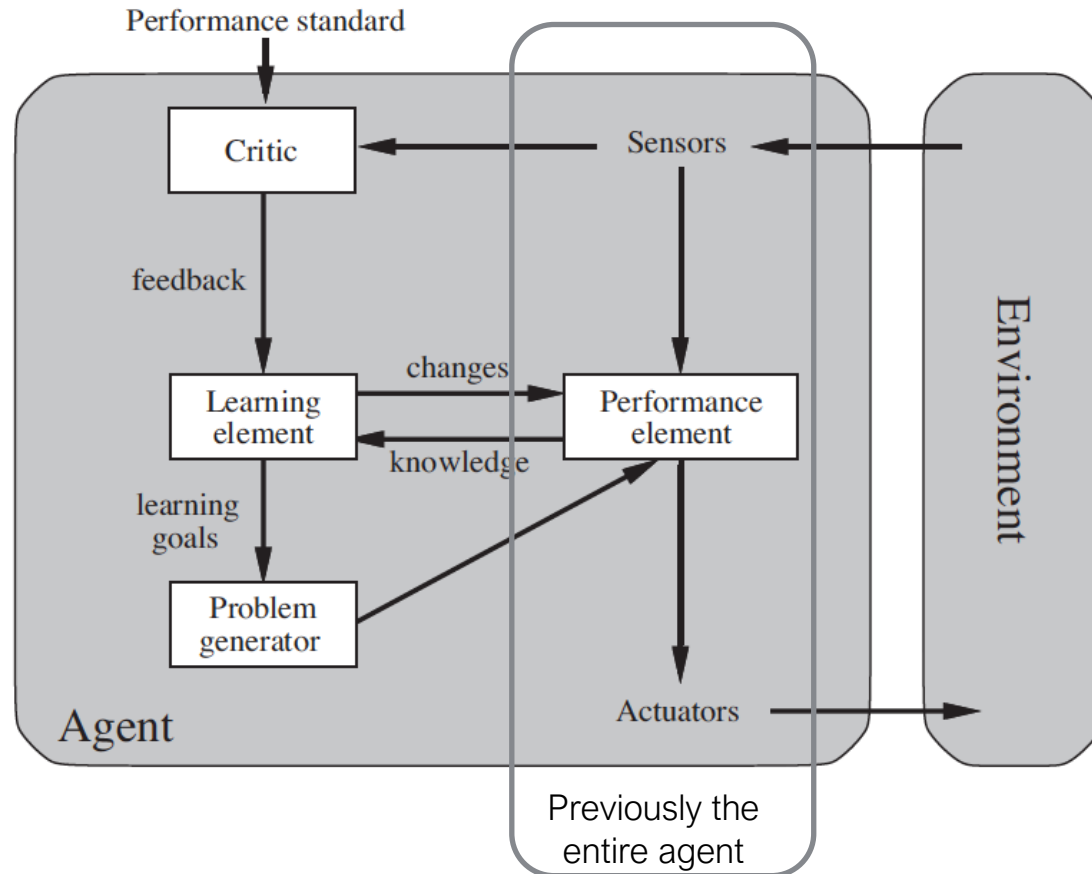 Performance standard
Critic
Sensors
feedback
changes
Learning
element
Performance
element
knowledge
learning
goals
Problem
generator
Agent
Actuators
Environment
Previously the
entire agent